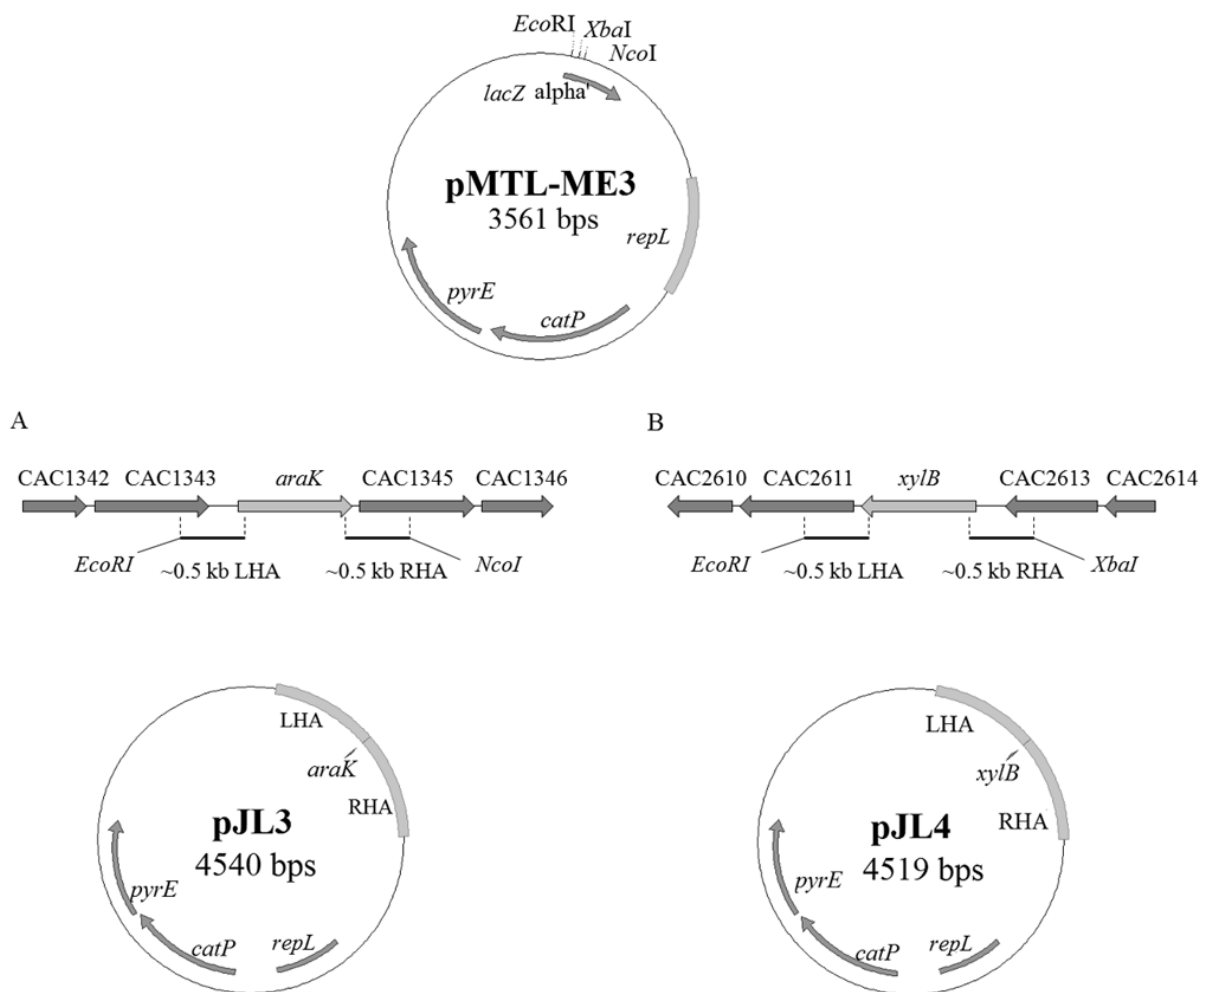 EcoRI
XbaI
NcoI
lacZ alpha'
pMTL-ME3
3561 bps
repL
pyrE
catP
A
CAC1342 CAC1343 araK CAC1345 CAC1346
EcoRI ~0.5 kb LHA ~0.5 kb RHA NcoI
B
CAC2610 CAC2611 xylB CAC2613 CAC2614
EcoRI ~0.5 kb LHA ~0.5 kb RHA XbaI
LHA
araK
RHA
pJL3
4540 bps
pyrE
catP
repL
LHA
xylB
RHA
pJL4
4519 bps
pyrE
catP
repL